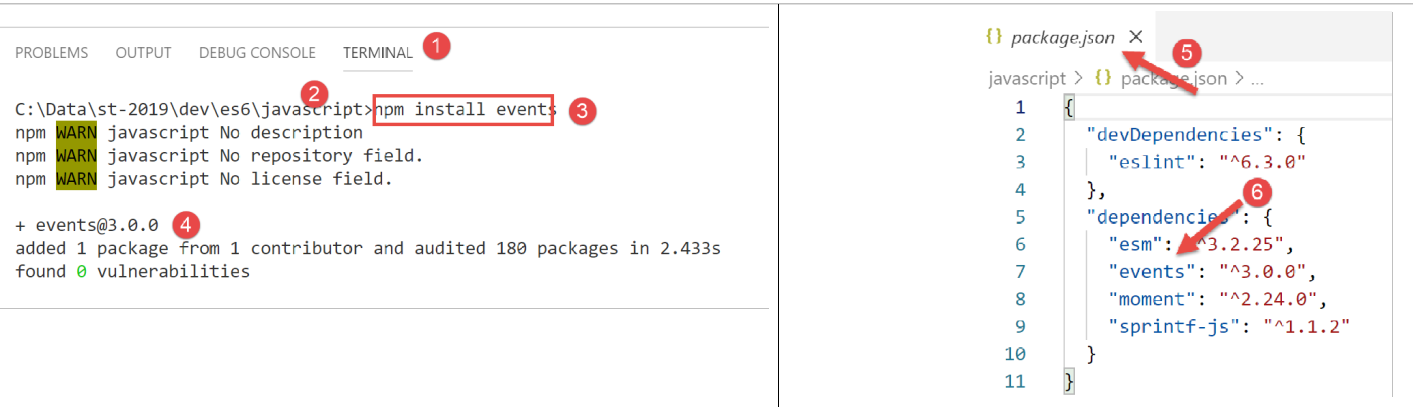 PROBLEMS OUTPUT DEBUG CONSOLE TERMINAL 1
2
C:\Data\st-2019\dev\es6\javascript>npm install events 3
npm WARN javascript No description
npm WARN javascript No repository field.
npm WARN javascript No license field.
+ events@3.0.0 4
added 1 package from 1 contributor and audited 180 packages in 2.433s
found 0 vulnerabilities
{} package.json × 5
javascript > {} package.json > ...
1 {
2 "devDependencies": {
3 "eslint": "^6.3.0"
4 },
6
5 "dependencies": {
6 "esm": "^3.2.25",
7 "events": "^3.0.0",
8 "moment": "^2.24.0",
9 "sprintf-js": "^1.1.2"
10 }
11 }